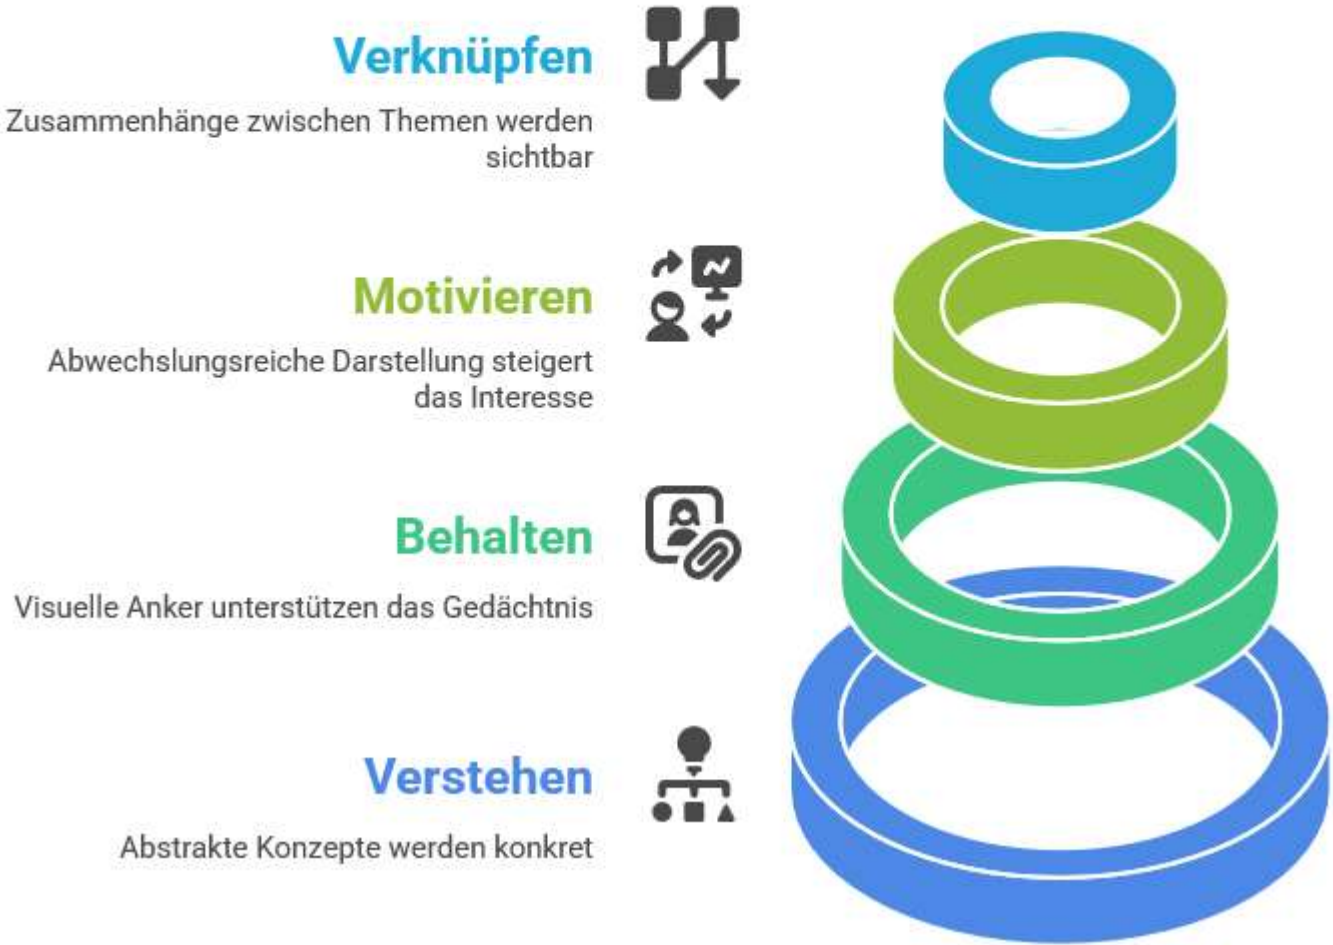 Verknüpfen
Zusammenhänge zwischen Themen werden
sichtbar
Motivieren
Abwechslungsreiche Darstellung steigert
das Interesse
Behalten
Visuelle Anker unterstützen das Gedächtnis
Verstehen
Abstrakte Konzepte werden konkret